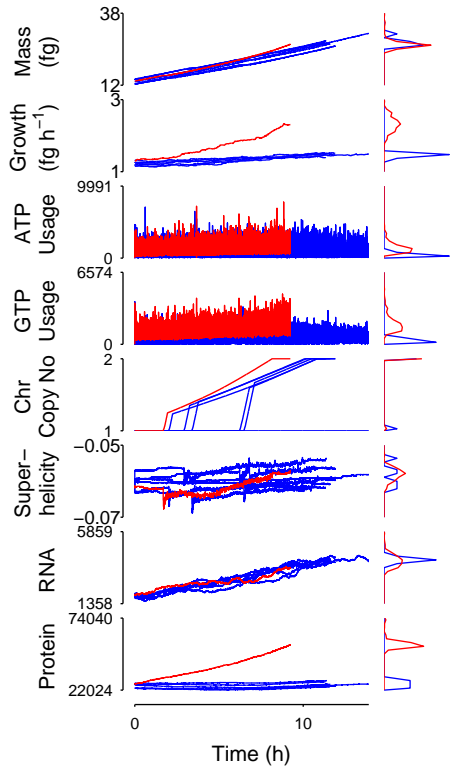 38
Mass
(fg)
12
3
Growth
(fg h⁻¹)
1
9991
ATP
Usage
0
6574
GTP
Usage
0
2
Chr
Copy No
1
−0.05
Super−
helicity
−0.07
5859
RNA
1358
74040
Protein
22024
0
10
Time (h)